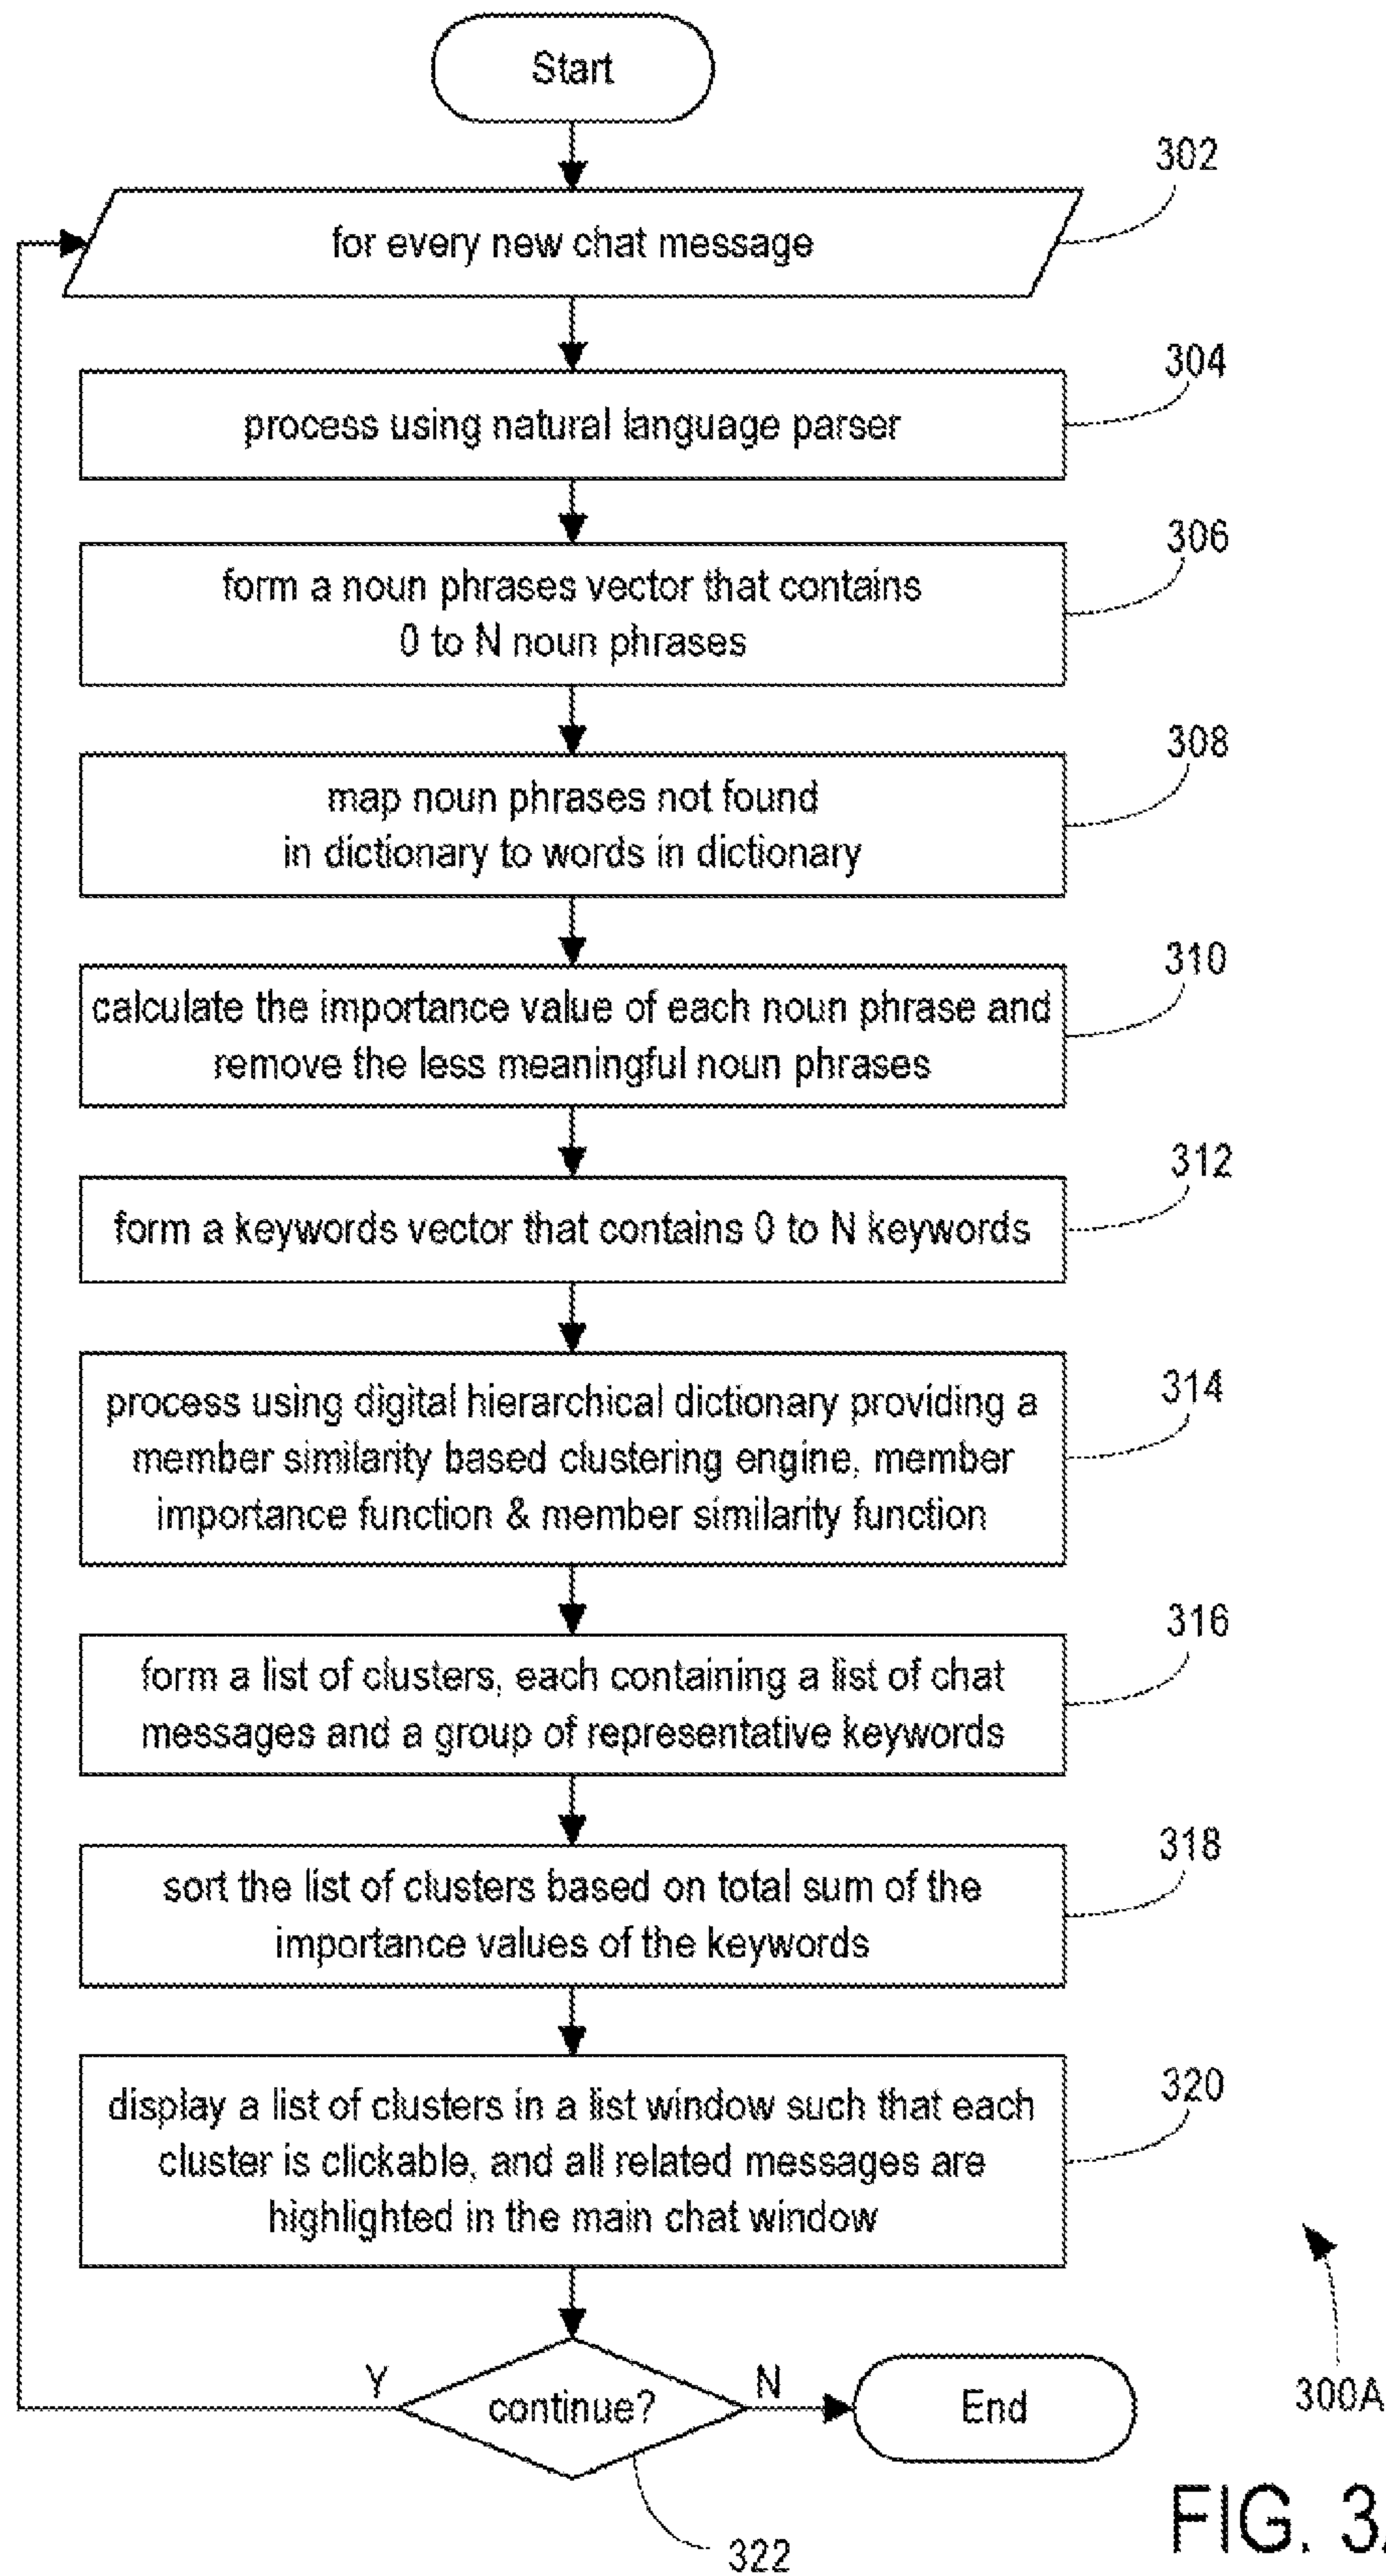 Start
302
for every new chat message
304
process using natural language parser
306
form a noun phrases vector that contains
0 to N noun phrases
308
map noun phrases not found
in dictionary to words in dictionary
310
calculate the importance value of each noun phrase and
remove the less meaningful noun phrases
312
form a keywords vector that contains 0 to N keywords
314
process using digital hierarchical dictionary providing a
member similarity based clustering engine, member
importance function & member similarity function
316
form a list of clusters, each containing a list of chat
messages and a group of representative keywords
318
sort the list of clusters based on total sum of the
importance values of the keywords
320
display a list of clusters in a list window such that each
cluster is clickable, and all related messages are
highlighted in the main chat window
Y
continue?
N
End
300A
322
FIG. 3